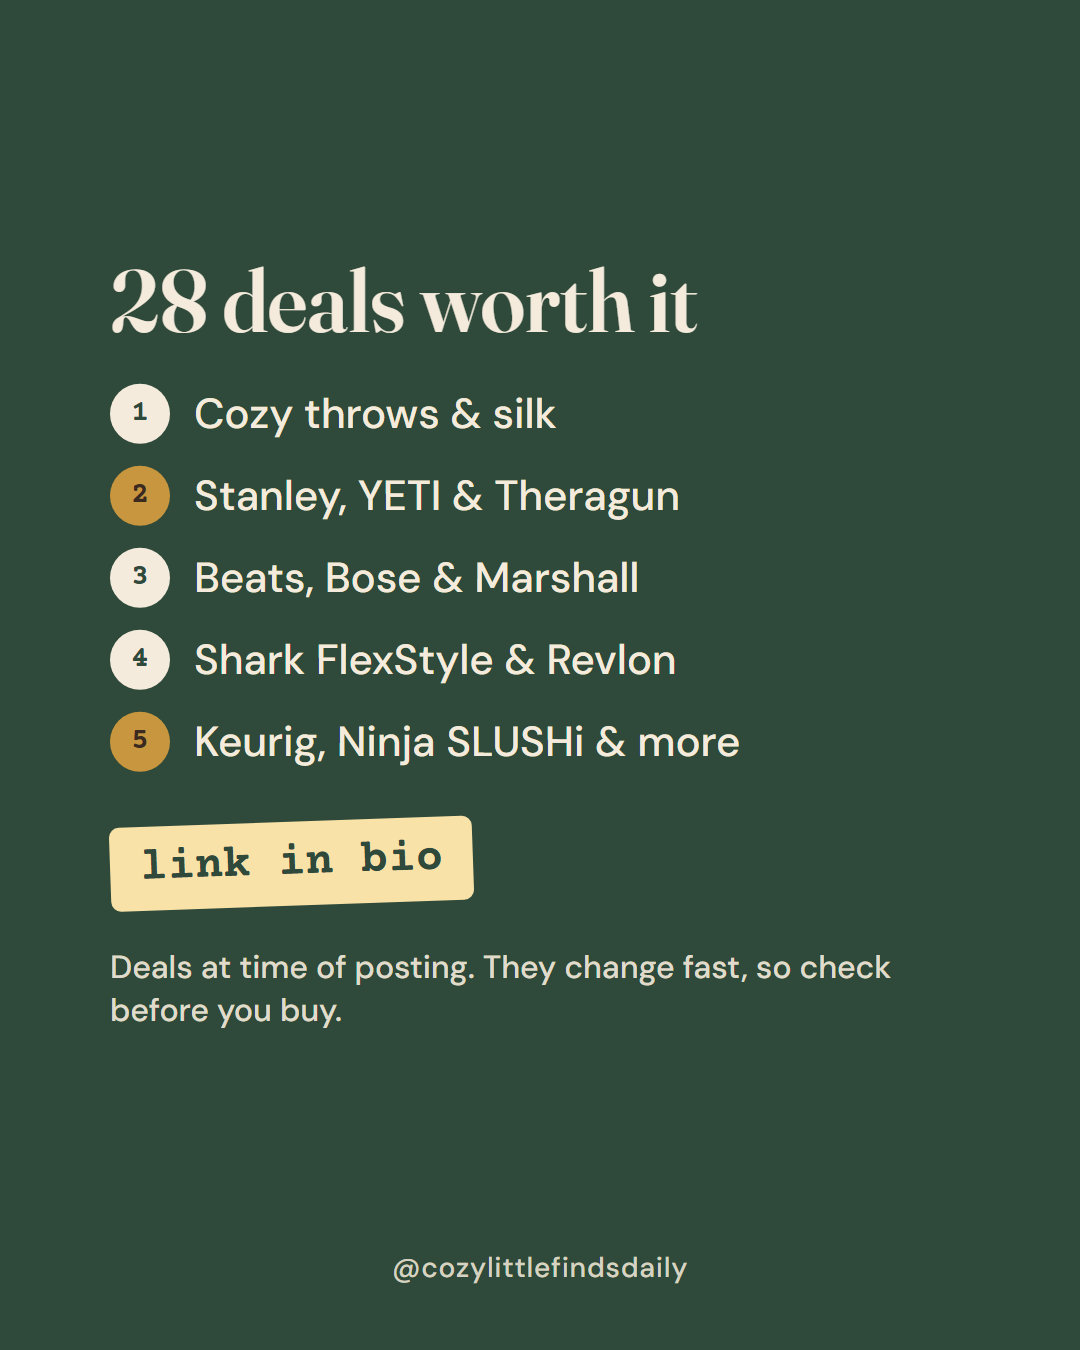 28 deals worth it
1 Cozy throws & silk
2 Stanley, YETI & Theragun
3 Beats, Bose & Marshall
4 Shark FlexStyle & Revlon
5 Keurig, Ninja SLUSHi & more
link in bio
Deals at time of posting. They change fast, so check
before you buy.
@cozylittlefindsdaily